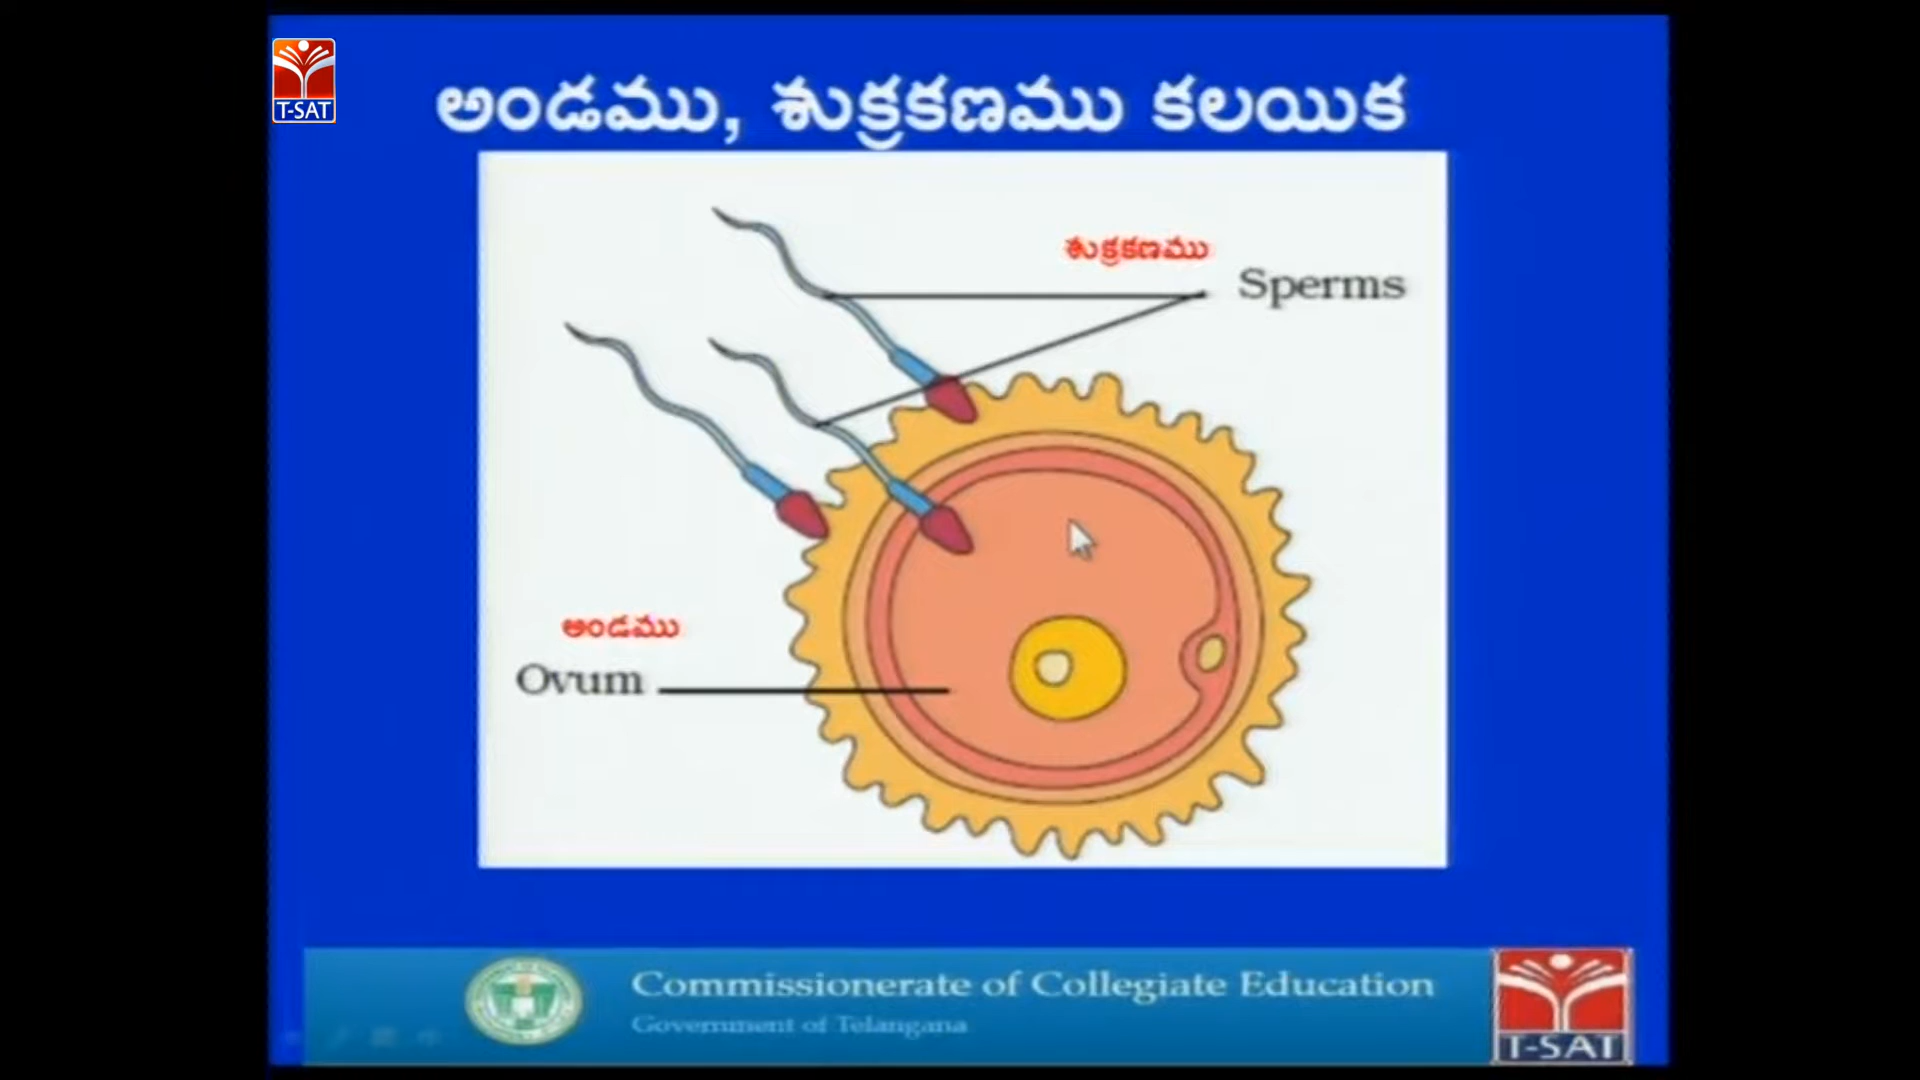 T-SAT
అండము, శుక్రకణము కలయిక
శుక్రకణము
Sperms
అండము
Ovum
Commissionerate of Collegiate Education
Government of Telangana
T-SAT